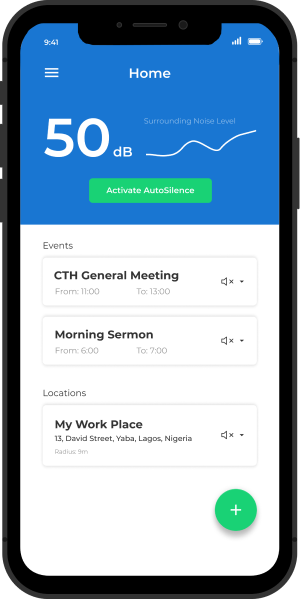 9:41
Home
Surrounding Noise Level
50 dB
Activate AutoSilence
Events
CTH General Meeting
From: 11:00 To: 13:00
Morning Sermon
From: 6:00 To: 7:00
Locations
My Work Place
13, David Street, Yaba, Lagos, Nigeria
Radius 9m